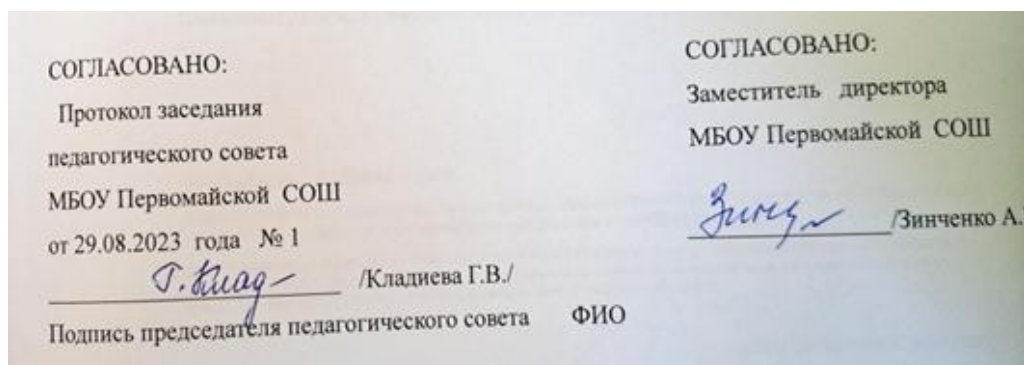 СОГЛАСОВАНО:
Протокол заседания
педагогического совета
МБОУ Первомайской СОШ
от 29.08.2023 года № 1
Г.Клад /Кладиева Г.В./
Подпись председателя педагогического совета ФИО
СОГЛАСОВАНО:
Заместитель директора
МБОУ Первомайской СОШ
/Зинченко А.